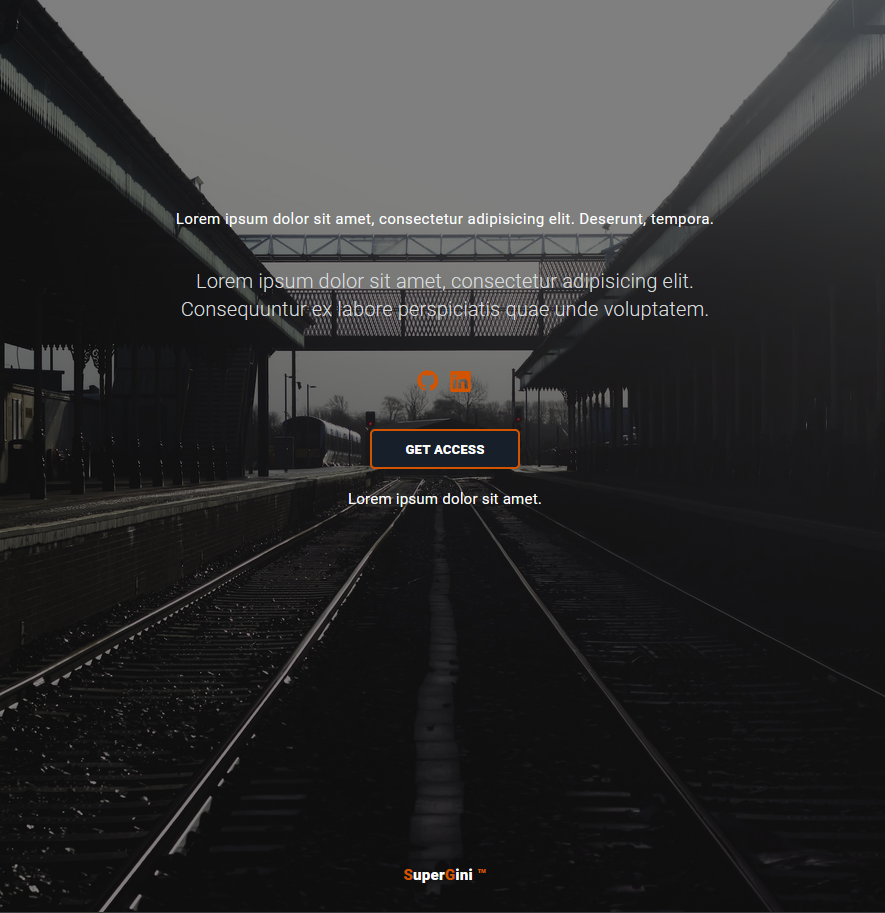 Lorem ipsum dolor sit amet, consectetur adipisicing elit. Deserunt, tempora.
Lorem ipsum dolor sit amet, consectetur adipisicing elit.
Consequuntur ex labore perspiciatis quae unde voluptatem.
in
GET ACCESS
Lorem ipsum dolor sit amet.
SuperGini ™